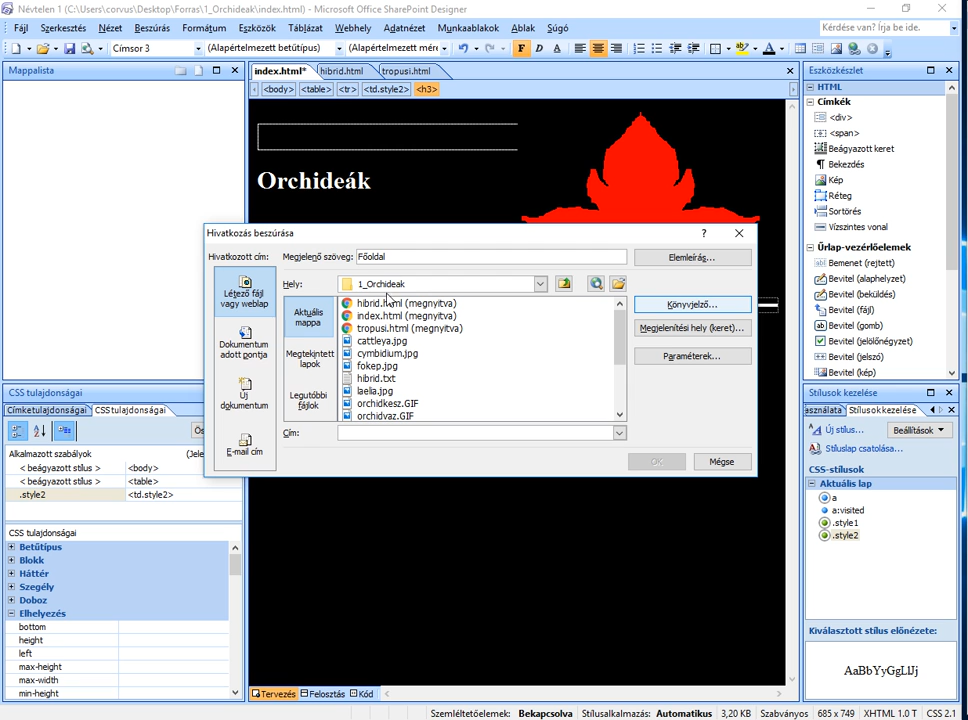 Névtelen 1 (C:\Users\corvus\Desktop\Forras\1_Orchideak\index.html) - Microsoft Office SharePoint Designer
Fájl Szerkesztés Nézet Beszúrás Formátum Eszközök Táblázat Webhely Adatnézet Munkaablakok Ablak Súgó
Kérdése van? Írja be ide.
Címsor 3 (Alapértelmezett betűtípus) (Alapértelmezett mére F D A
Mappalista
index.html* hibrid.html tropusi.html
<body> <table> <tr> <td.style2> <h3>
Orchideák
Hivatkozás beszúrása
Hivatkozott cím:
Létező fájl vagy weblap
Dokumentum adott pontja
Új dokumentum
E-mail cím
Megjelenő szöveg: Főoldal
Elemleírás...
Hely: 1_Orchideak
Aktuális mappa
Megtekintett lapok
Legutóbbi fájlok
hibrid.html (megnyitva)
index.html (megnyitva)
tropusi.html (megnyitva)
cattleya.jpg
cymbidium.jpg
fokep.jpg
hibrid.txt
laelia.jpg
orchidkesz.GIF
orchidvaz.GIF
Könyvjelző...
Megjelenítési hely (keret)...
Paraméterek...
Cím:
OK Mégse
Eszközkészlet
HTML
Címkék
<div>
<span>
Beágyazott keret
Bekezdés
Kép
Réteg
Sortörés
Vízszintes vonal
Űrlap-vezérlőelemek
Bemenet (rejtett)
Bevitel (alaphelyzet)
Bevitel (beküldés)
Bevitel (fájl)
Bevitel (gomb)
Bevitel (jelölőnégyzet)
Bevitel (jelszó)
Bevitel (kép)
CSS tulajdonságai
Címketulajdonságai CSS tulajdonságai
Alkalmazott szabályok
< beágyazott stílus > <body>
< beágyazott stílus > <table>
.style2 <td.style2>
CSS tulajdonságai
Betűtípus
Blokk
Háttér
Szegély
Doboz
Elhelyezés
bottom
height
left
max-height
max-width
min-height
Stílusok kezelése
Stílusok kezelése
Új stílus... Beállítások
Stíluslap csatolása...
CSS-stílusok
Aktuális lap
a
a:visited
.style1
.style2
Kiválasztott stílus előnézete:
AaBbYyGgLlJj
Tervezés Felosztás Kód
Szemléltetőelemek: Bekapcsolva Stílusalkalmazás: Automatikus 3,20 KB Szabványos 685 x 749 XHTML 1.0 T CSS 2.1